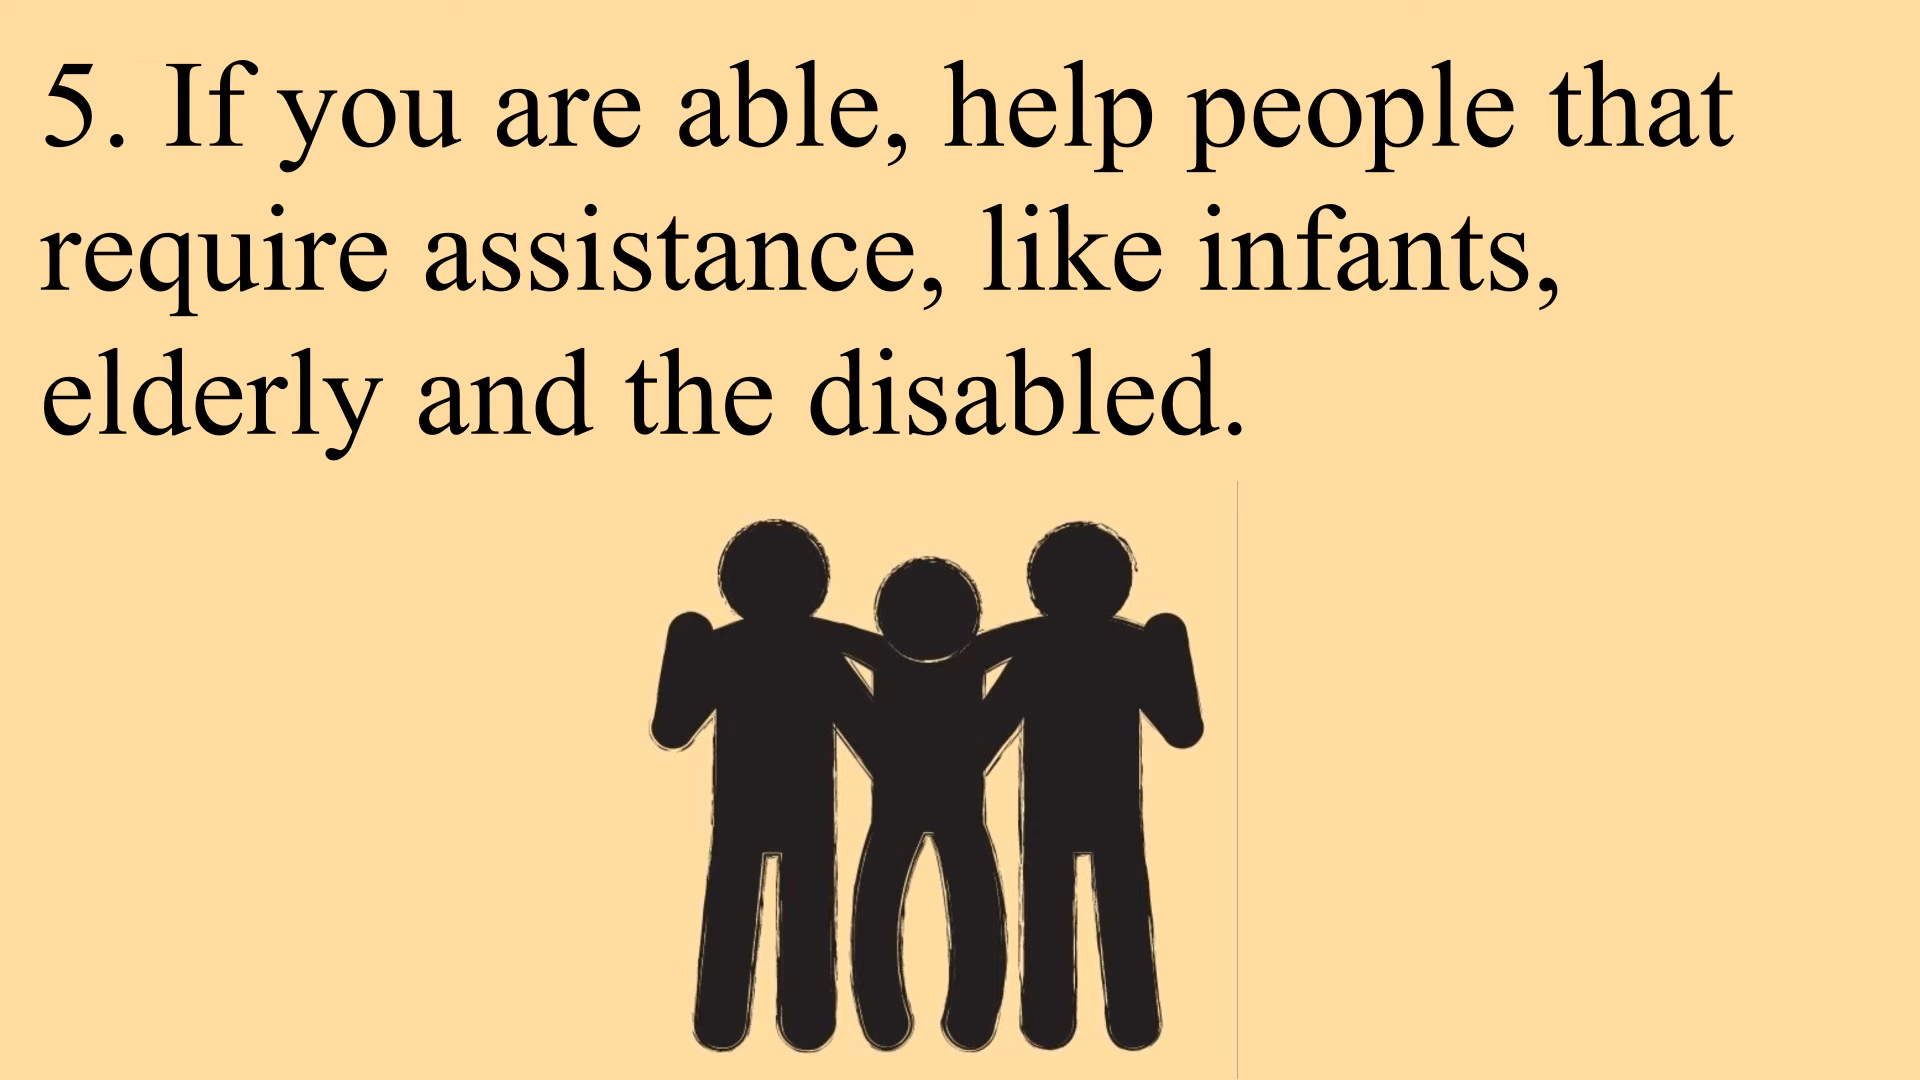 5. If you are able, help people that
require assistance, like infants,
elderly and the disabled.